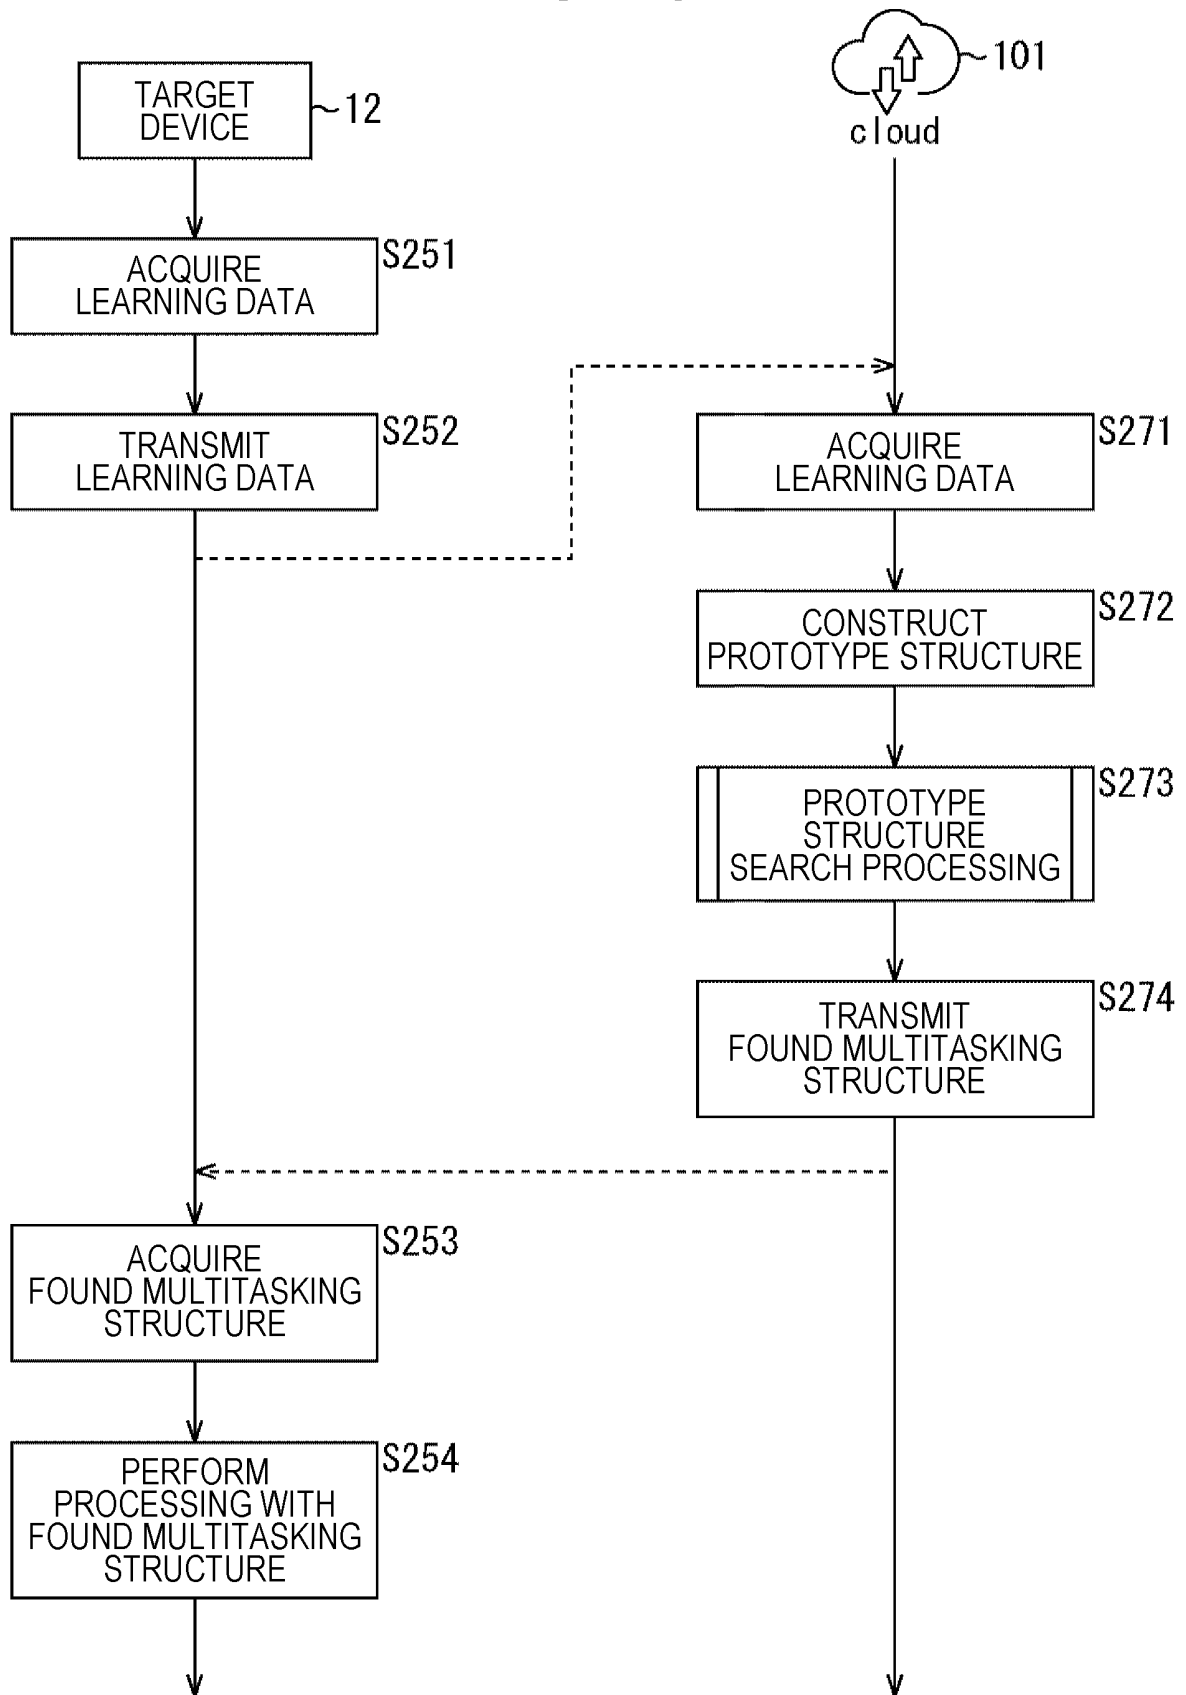 TARGET
DEVICE
12
101
cloud
S251
ACQUIRE
LEARNING DATA
S252
TRANSMIT
LEARNING DATA
S271
ACQUIRE
LEARNING DATA
S272
CONSTRUCT
PROTOTYPE STRUCTURE
S273
PROTOTYPE
STRUCTURE
SEARCH PROCESSING
S274
TRANSMIT
FOUND MULTITASKING
STRUCTURE
S253
ACQUIRE
FOUND MULTITASKING
STRUCTURE
S254
PERFORM
PROCESSING WITH
FOUND MULTITASKING
STRUCTURE